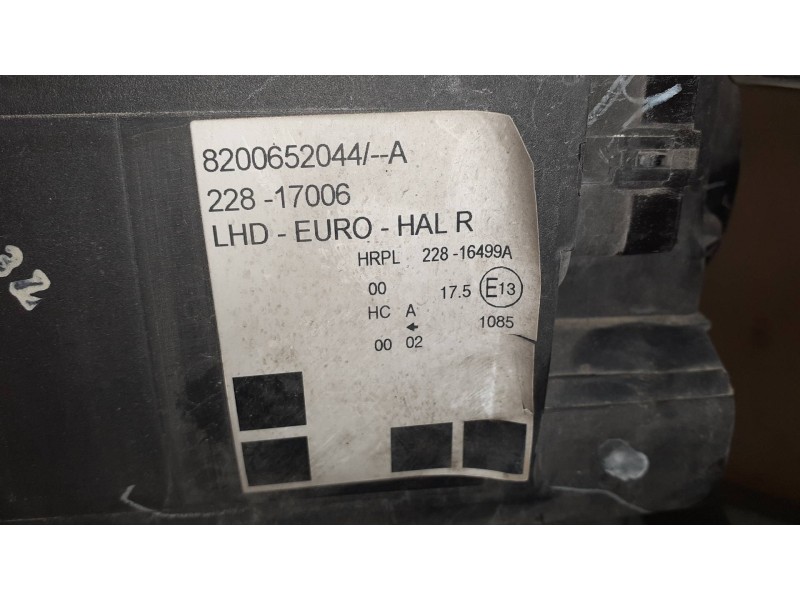 8200652044/--A
228 -17006
LHD - EURO - HAL R
HRPL 228 -16499A
00 17.5 E13
HC A
← 1085
00 02